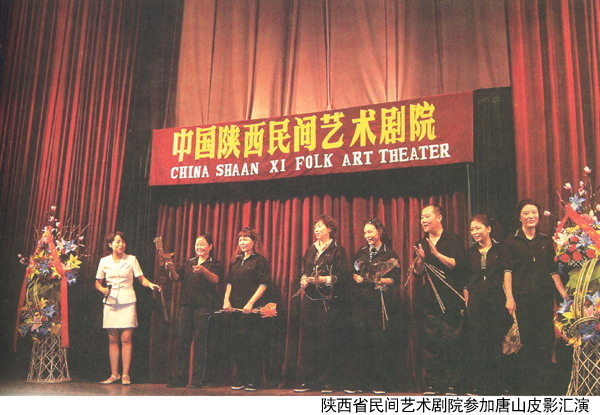 中国陕西民间艺术剧院
CHINA SHAAN XI FOLK ART THEATER
陕西省民间艺术剧院参加唐山皮影汇演